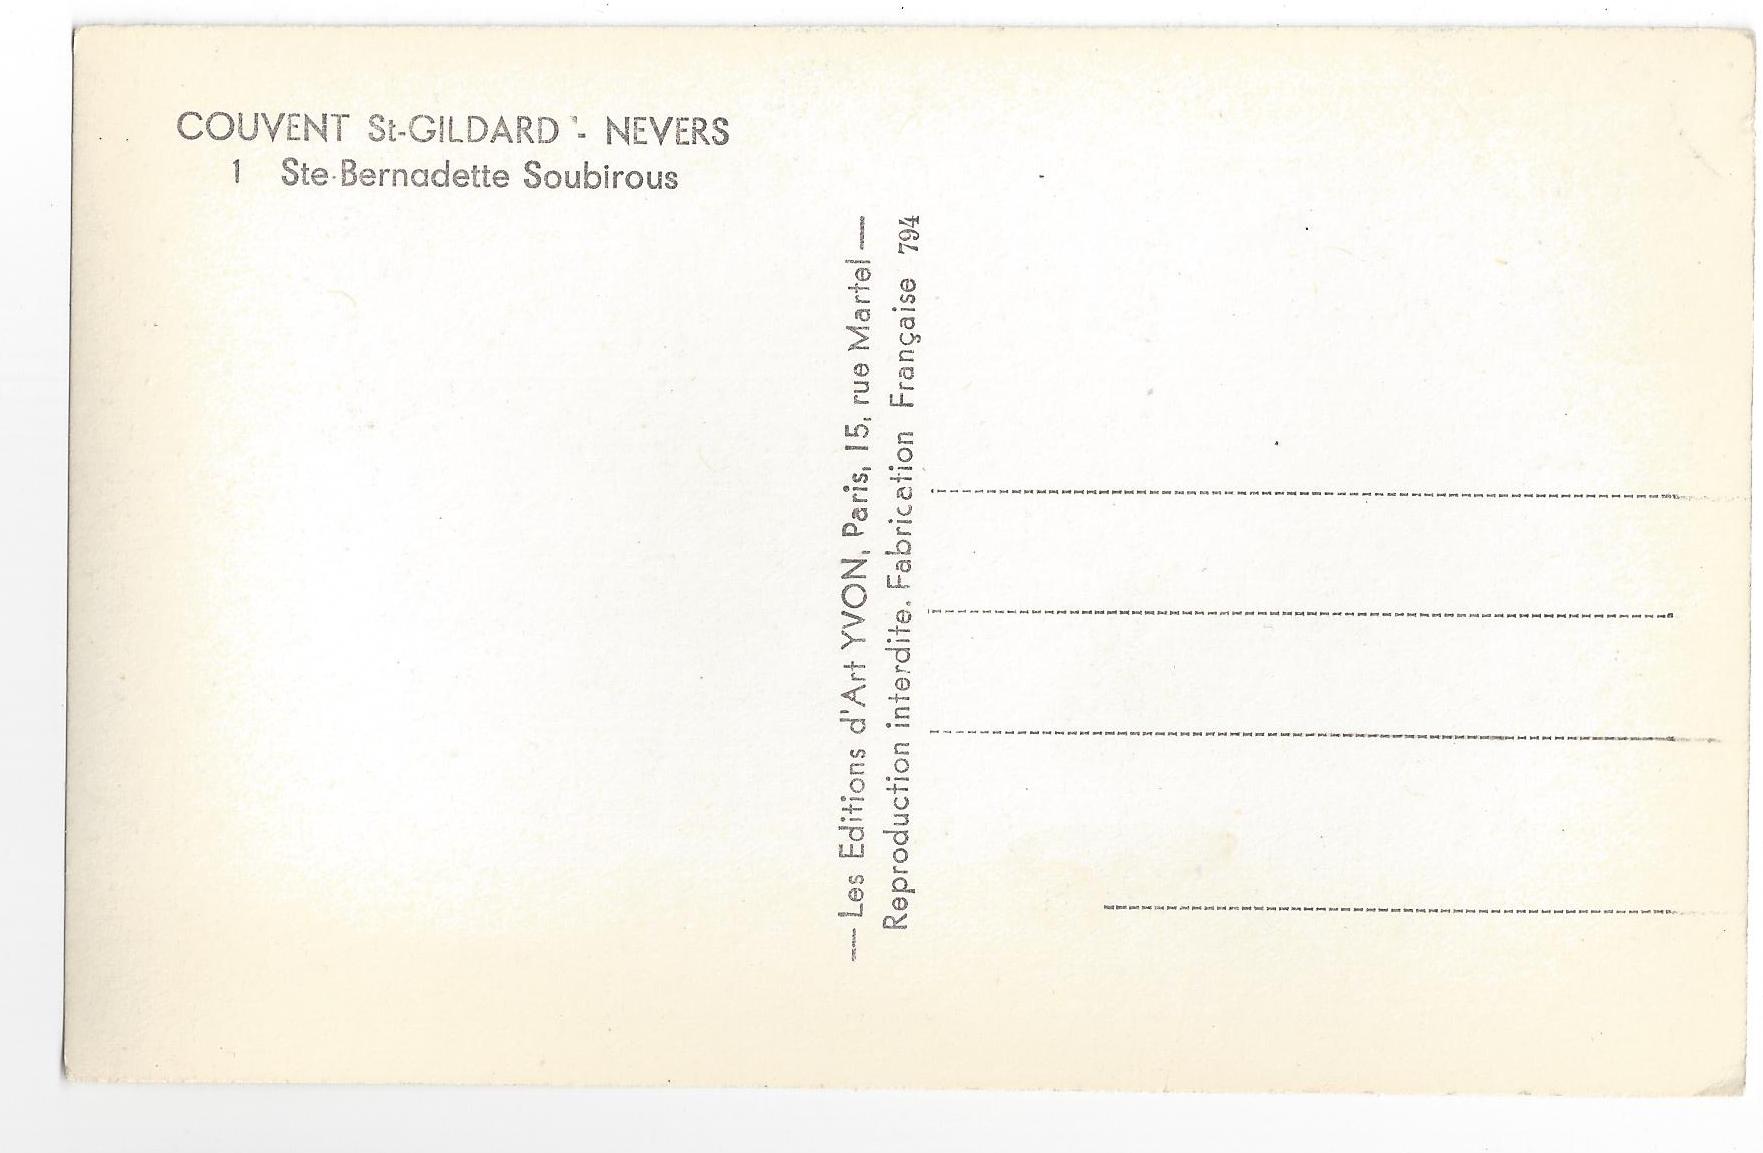 COUVENT St-GILDARD - NEVERS
1 Ste-Bernadette Soubirous
— Les Editions d'Art YVON, Paris, 15, rue Martel —
Reproduction interdite. Fabrication Française 794